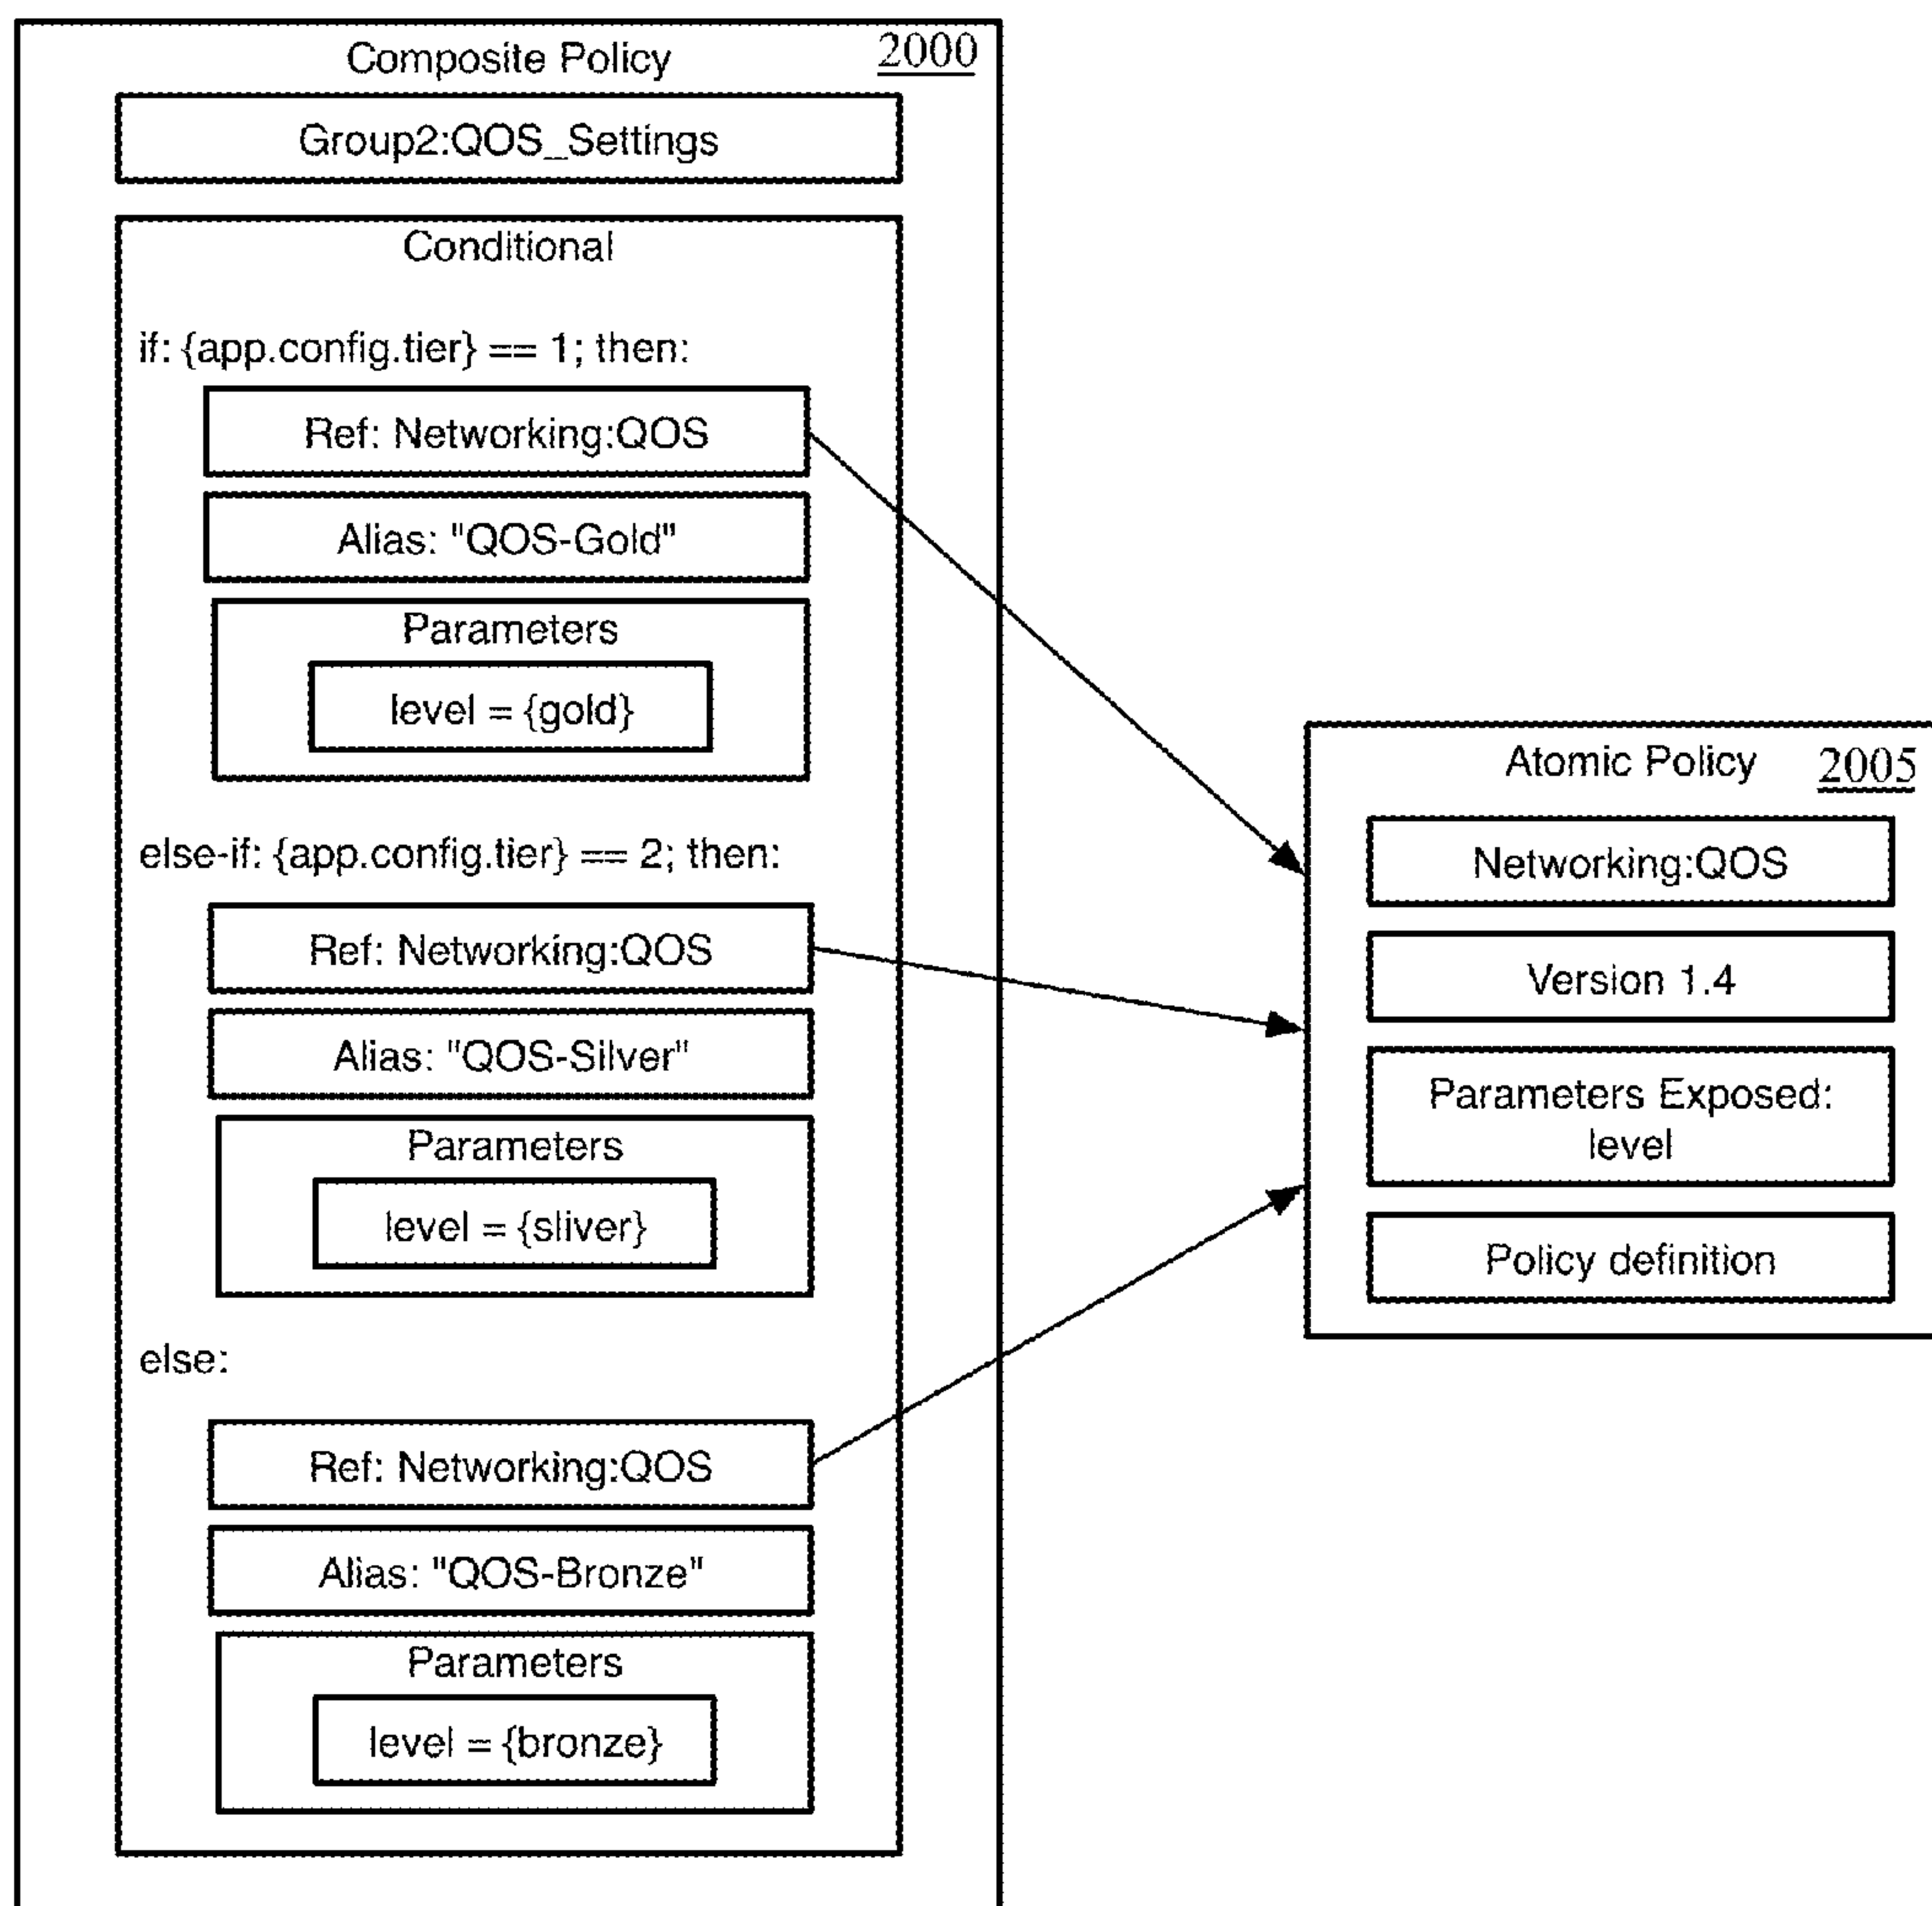 Composite Policy 2000
Group2:QOS_Settings
Conditional
if: {app.config.tier} == 1; then:
Ref: Networking:QOS
Alias: "QOS-Gold"
Parameters
level = {gold}
else-if: {app.config.tier} == 2; then:
Ref: Networking:QOS
Alias: "QOS-Silver"
Parameters
level = {sliver}
else:
Ref: Networking:QOS
Alias: "QOS-Bronze"
Parameters
level = {bronze}
Atomic Policy 2005
Networking:QOS
Version 1.4
Parameters Exposed:
level
Policy definition